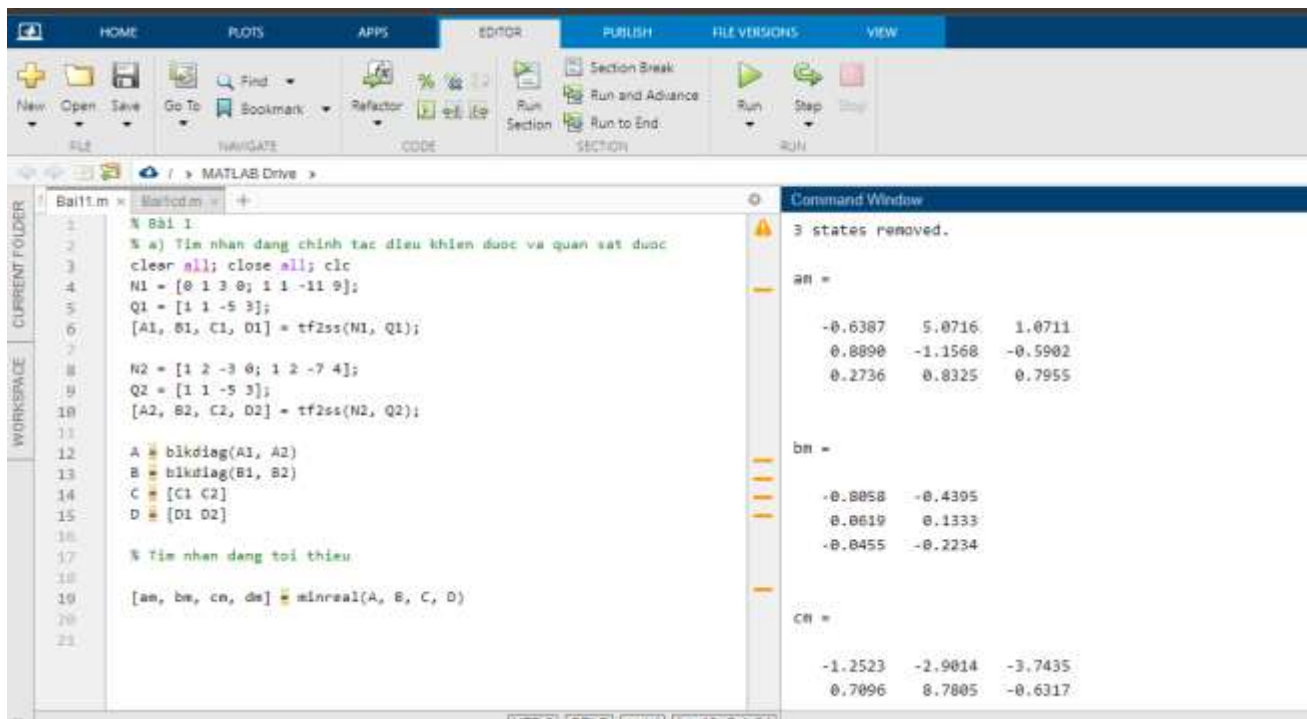 HOME PLOTS APPS EDITOR PUBLISH FILE VERSIONS VIEW
New Open Save Go To Find Bookmark Refactor Run Section Section Break Run and Advance Run to End Run Step Stop
FILE NAVIGATE CODE SECTION RUN
/ > MATLAB Drive >
CURRENT FOLDER
WORKSPACE
Bai11.m × Bai1cd.m × +
1 % Bài 1
2 % a) Tim nhan dang chinh tac dieu khien duoc va quan sat duoc
3 clear all; close all; clc
4 N1 = [0 1 3 0; 1 1 -11 9];
5 Q1 = [1 1 -5 3];
6 [A1, B1, C1, D1] = tf2ss(N1, Q1);
7
8 N2 = [1 2 -3 0; 1 2 -7 4];
9 Q2 = [1 1 -5 3];
10 [A2, B2, C2, D2] = tf2ss(N2, Q2);
11
12 A = blkdiag(A1, A2)
13 B = blkdiag(B1, B2)
14 C = [C1 C2]
15 D = [D1 D2]
16
17 % Tim nhan dang toi thieu
18
19 [am, bm, cm, dm] = minreal(A, B, C, D)
20
21
Command Window
3 states removed.
am =
-0.6387 5.0716 1.0711
0.8890 -1.1568 -0.5902
0.2736 0.8325 0.7955
bm =
-0.8058 -0.4395
0.0619 0.1333
-0.0455 -0.2234
cm =
-1.2523 -2.9014 -3.7435
0.7096 8.7805 -0.6317